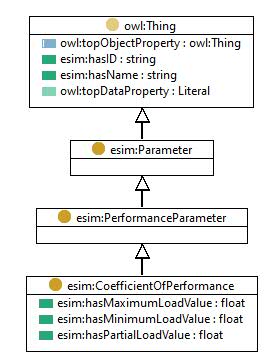 owl:Thing
owl:topObjectProperty : owl:Thing
esim:hasID : string
esim:hasName : string
owl:topDataProperty : Literal
esim:Parameter
esim:PerformanceParameter
esim:CoefficientOfPerformance
esim:hasMaximumLoadValue : float
esim:hasMinimumLoadValue : float
esim:hasPartialLoadValue : float